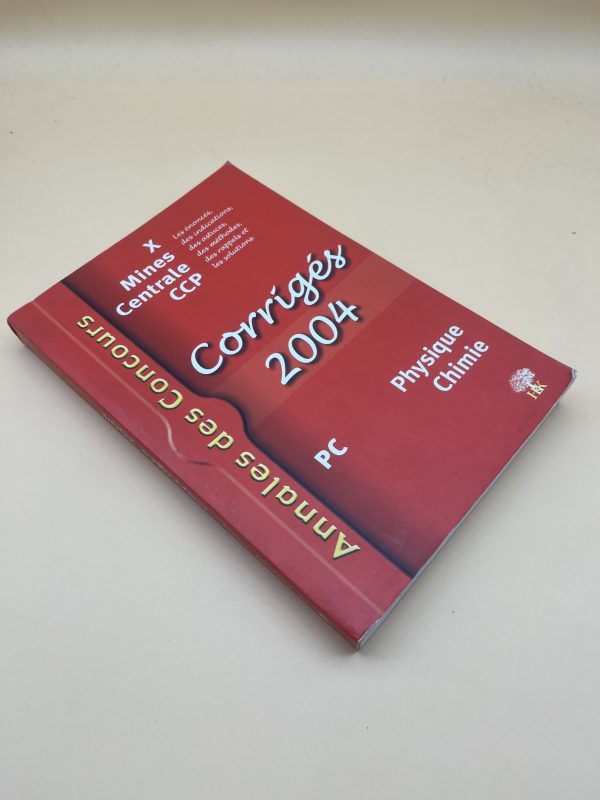 X
Mines
Centrale
CCP
Les énoncés,
des indications,
des astuces,
des méthodes,
des rappels et
les solutions.
Corrigés
2004
Physique
Chimie
PC
H&K
Annales des Concours